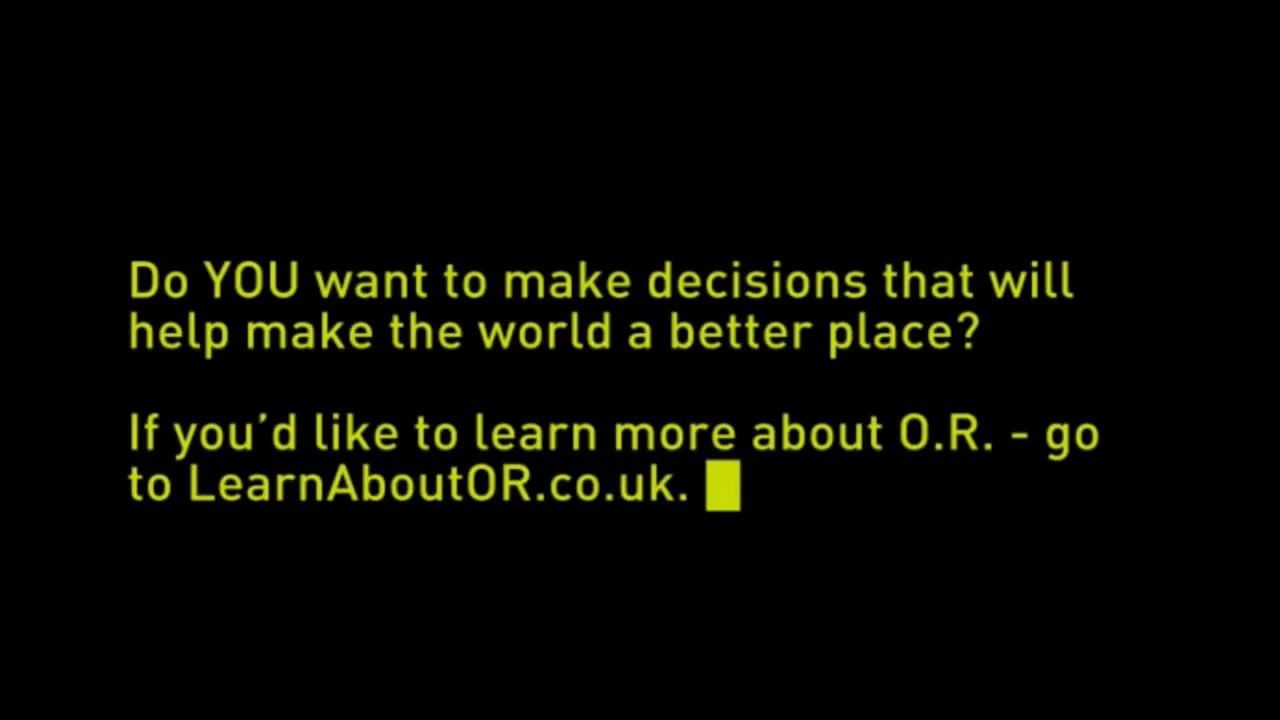 Do YOU want to make decisions that will
help make the world a better place?
If you’d like to learn more about O.R. - go
to LearnAboutOR.co.uk.